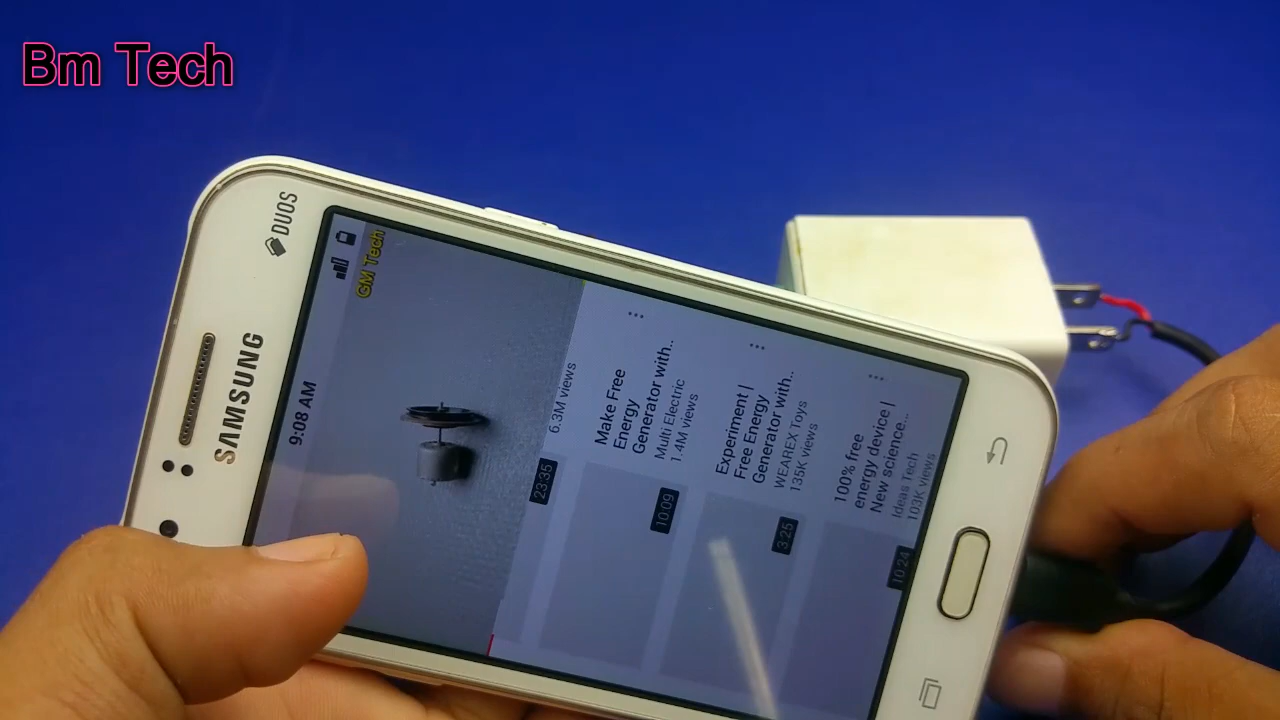 Bm Tech
DUOS
SAMSUNG
9:08 AM
GM Tech
6.3M views
23:35
Make Free
Energy
Generator with..
Multi Electric
1.4M views
10:09
Experiment |
Free Energy
Generator with..
WEAREX Toys
135K views
3:25
100% free
energy device |
New science...
Ideas Tech
103K views
10:24